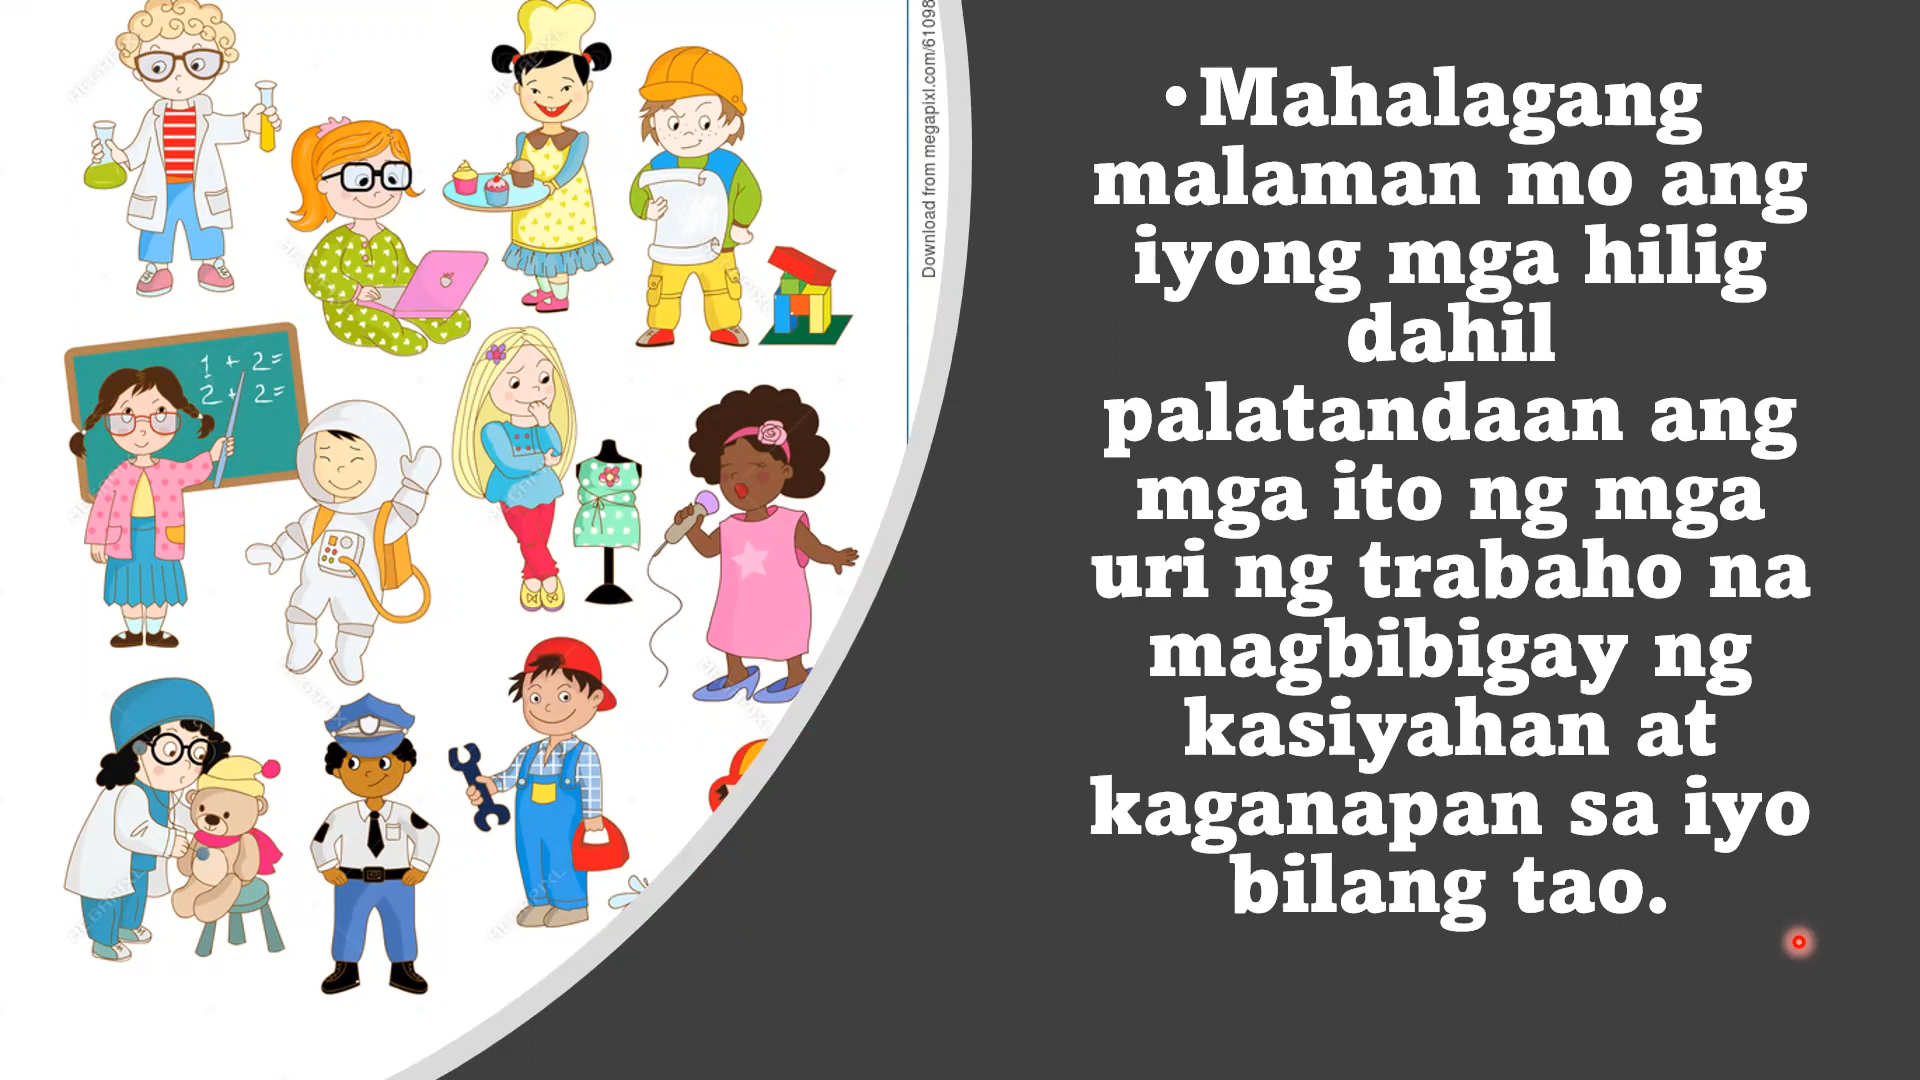 Download from megapixl.com/61098
1 + 2=
2 + 2=
•Mahalagang
malaman mo ang
iyong mga hilig
dahil
palatandaan ang
mga ito ng mga
uri ng trabaho na
magbibigay ng
kasiyahan at
kaganapan sa iyo
bilang tao.